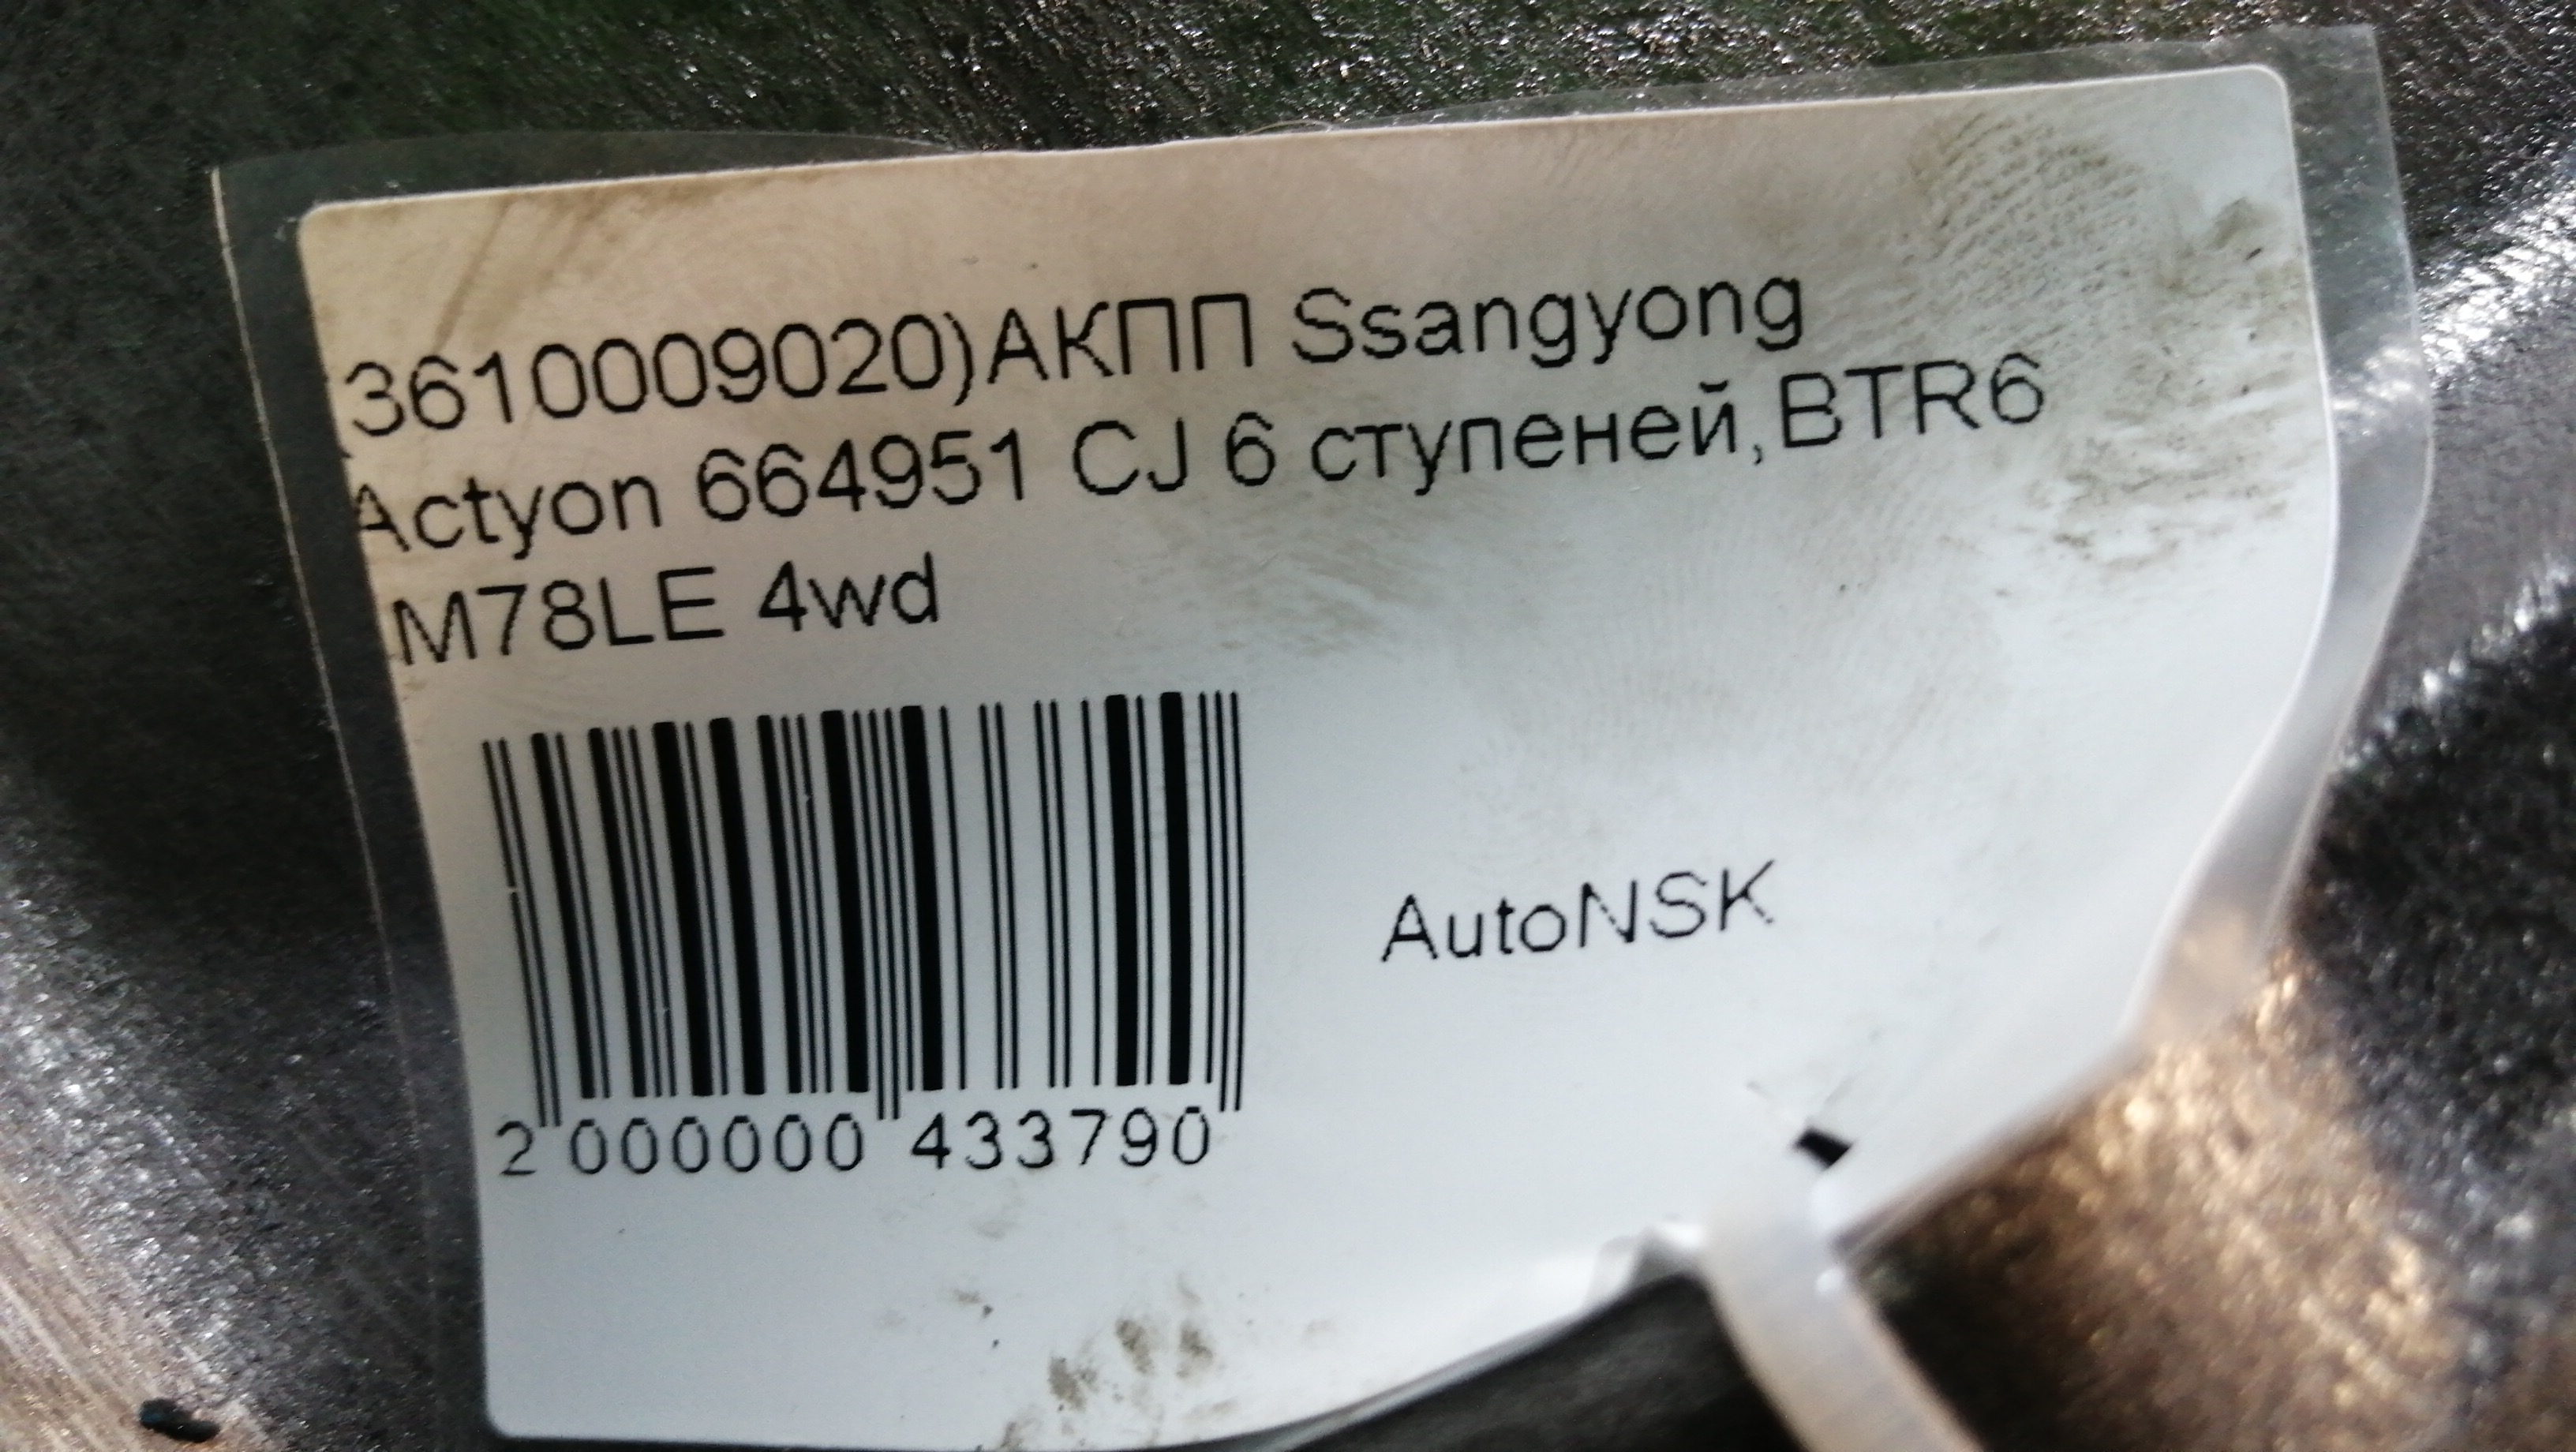 (3610009020)АКПП Ssangyong
Actyon 664951 CJ 6 ступеней,BTR6
M78LE 4wd
2 000000 433790
AutoNSK